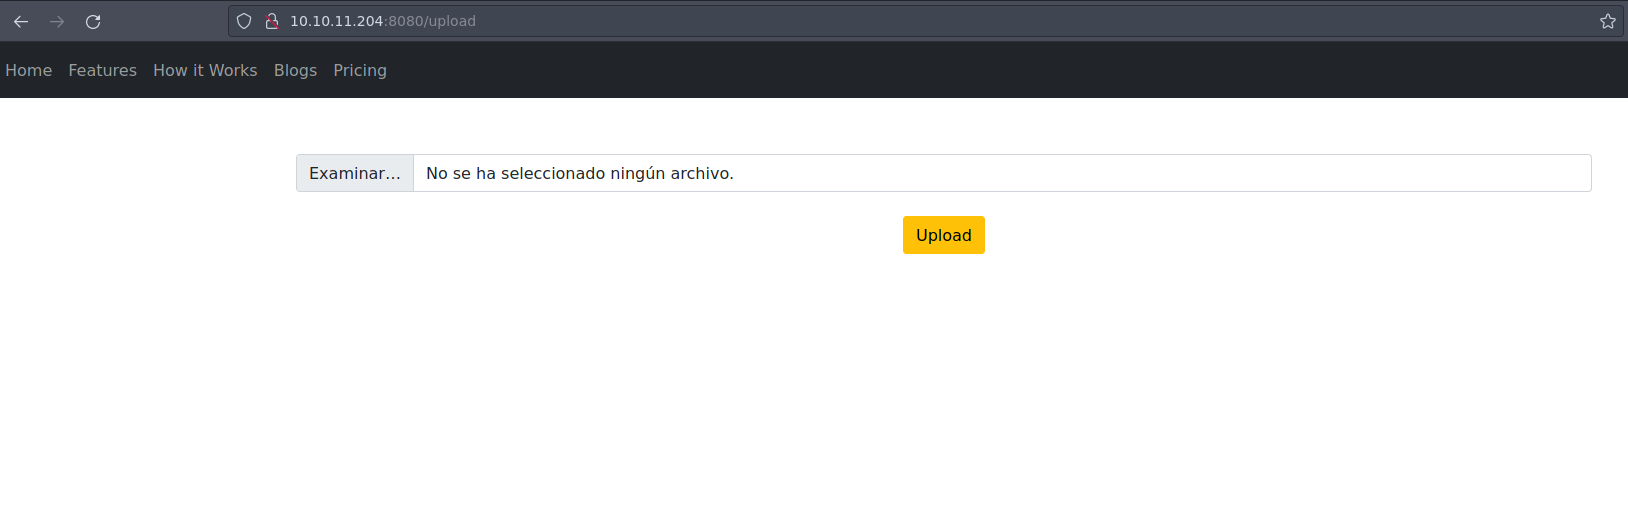 10.10.11.204:8080/upload
Home Features How it Works Blogs Pricing
Examinar... No se ha seleccionado ningún archivo.
Upload